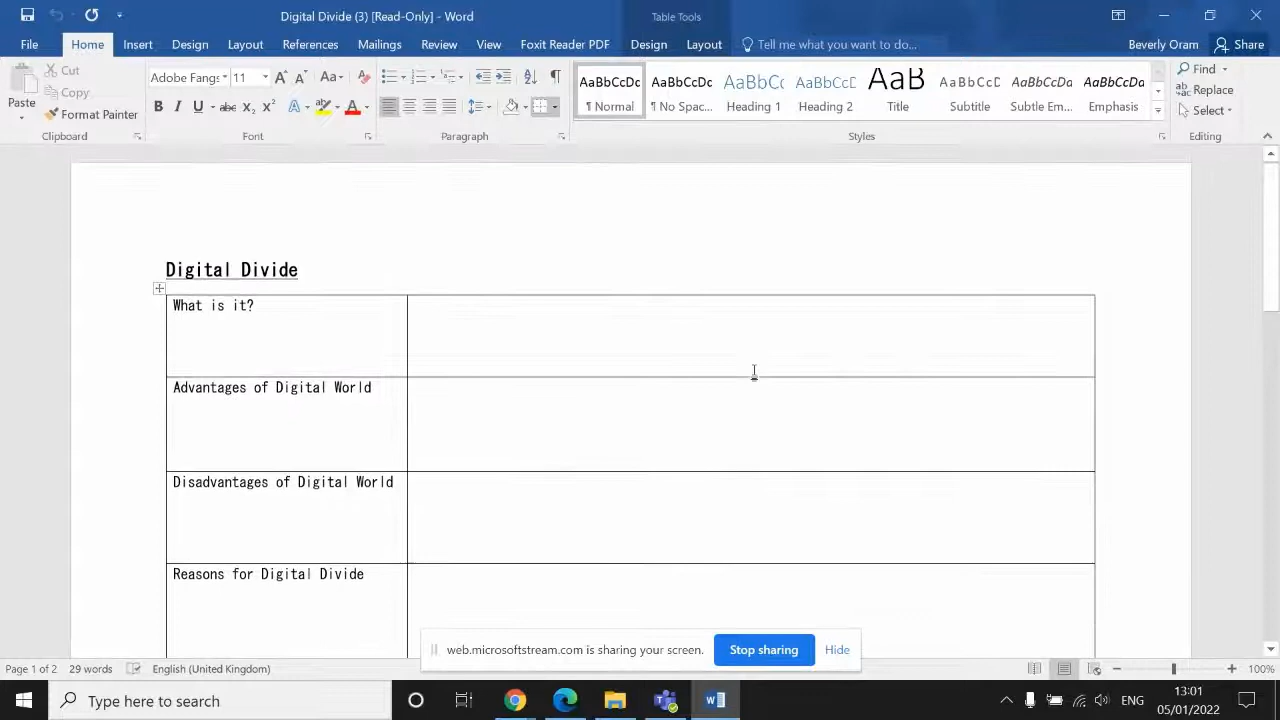 Digital Divide (3) [Read-Only] - Word
Table Tools
File Home Insert Design Layout References Mailings Review View Foxit Reader PDF Design Layout Tell me what you want to do... Beverly Oram Share
Paste
Cut
Copy
Format Painter
Clipboard
Adobe Fangs 11
Font
Paragraph
AaBbCcDc AaBbCcDc AaBbCc AaBbCcE AaB AaBbCcD AaBbCcDc AaBbCcDc
¶ Normal ¶ No Spac... Heading 1 Heading 2 Title Subtitle Subtle Em... Emphasis
Styles
Find
Replace
Select
Editing
Digital Divide
What is it?
Advantages of Digital World
Disadvantages of Digital World
Reasons for Digital Divide
web.microsoftstream.com is sharing your screen. Stop sharing Hide
Page 1 of 2 29 words English (United Kingdom) 100%
Type here to search
ENG
13:01
05/01/2022